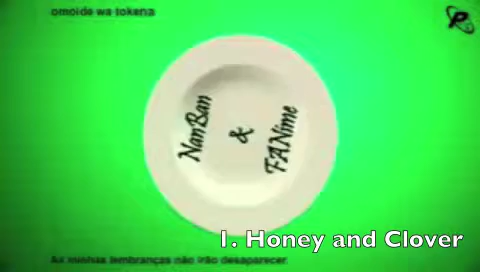 omoide wa tokena
NanBan
&
FANime
1. Honey and Clover
As minhas lembranças não irão desaparecer